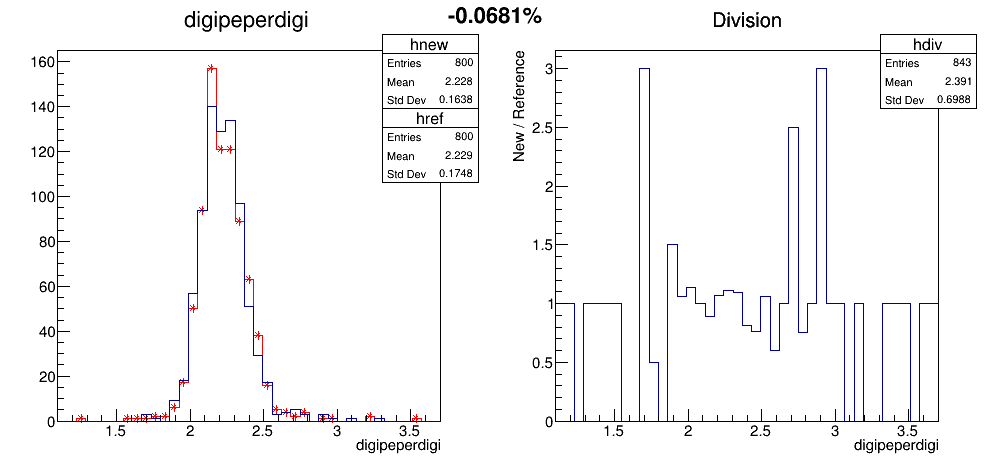 -0.0681%
digipeperdigi
hnew
Entries 800
Mean 2.228
Std Dev 0.1638
href
Entries 800
Mean 2.229
Std Dev 0.1748
160
140
120
100
80
60
40
20
0
1.5 2 2.5 3 3.5
digipeperdigi
Division
hdiv
Entries 843
Mean 2.391
Std Dev 0.6988
New / Reference
3
2.5
2
1.5
1
0.5
0
1.5 2 2.5 3 3.5
digipeperdigi